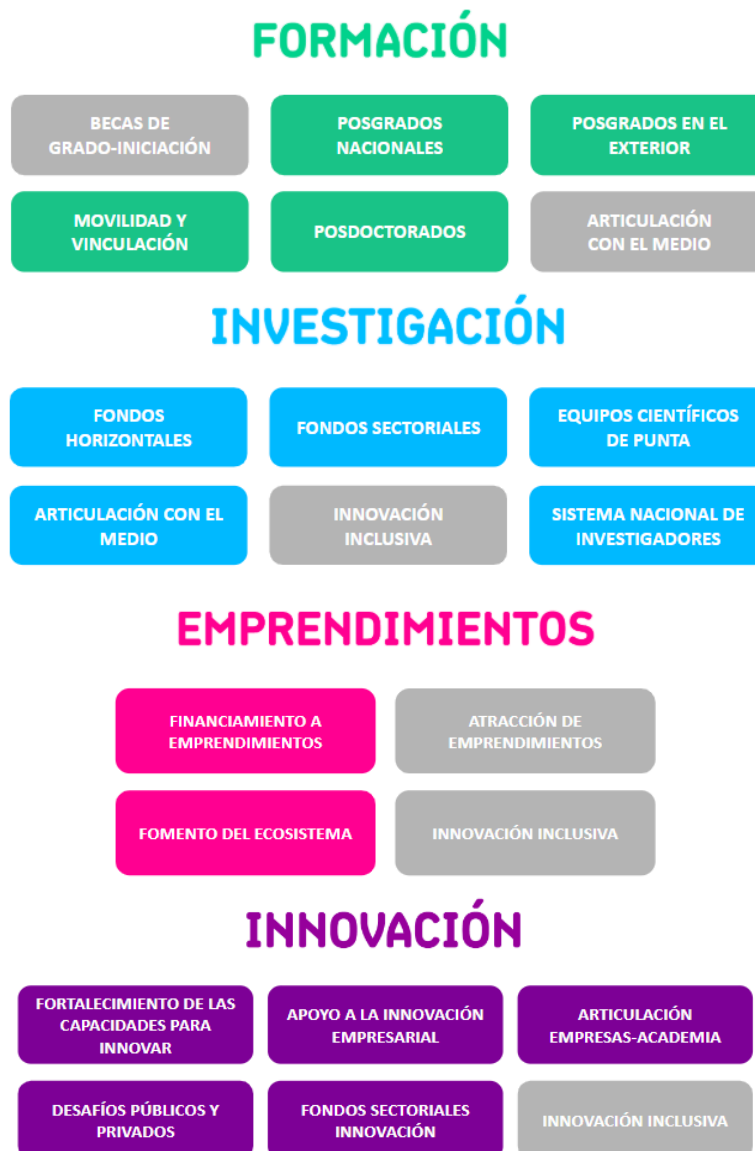 FORMACIÓN
BECAS DE
GRADO-INICIACIÓN
POSGRADOS
NACIONALES
POSGRADOS EN EL
EXTERIOR
MOVILIDAD Y
VINCULACIÓN
POSDOCTORADOS
ARTICULACIÓN
CON EL MEDIO
INVESTIGACIÓN
FONDOS
HORIZONTALES
FONDOS SECTORIALES
EQUIPOS CIENTÍFICOS
DE PUNTA
ARTICULACIÓN CON EL
MEDIO
INNOVACIÓN
INCLUSIVA
SISTEMA NACIONAL DE
INVESTIGADORES
EMPRENDIMIENTOS
FINANCIAMIENTO A
EMPRENDIMIENTOS
ATRACCIÓN DE
EMPRENDIMIENTOS
FOMENTO DEL ECOSISTEMA
INNOVACIÓN INCLUSIVA
INNOVACIÓN
FORTALECIMIENTO DE LAS
CAPACIDADES PARA
INNOVAR
APOYO A LA INNOVACIÓN
EMPRESARIAL
ARTICULACIÓN
EMPRESAS-ACADEMIA
DESAFÍOS PÚBLICOS Y
PRIVADOS
FONDOS SECTORIALES
INNOVACIÓN
INNOVACIÓN INCLUSIVA